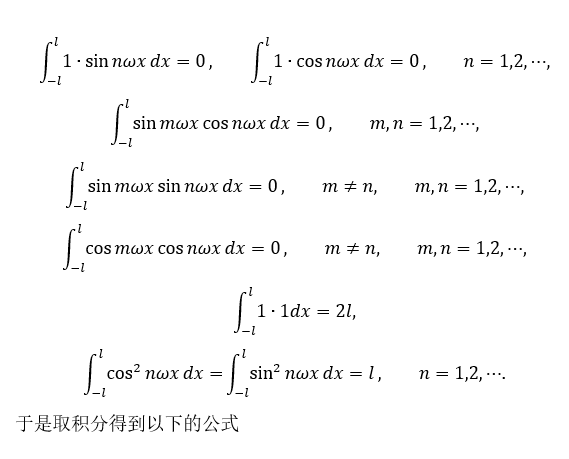 ∫_{-l}^{l} 1 · sin nωx dx = 0 ,  ∫_{-l}^{l} 1 · cos nωx dx = 0 ,  n = 1,2, ⋯,
∫_{-l}^{l} sin mωx cos nωx dx = 0 ,  m, n = 1,2, ⋯,
∫_{-l}^{l} sin mωx sin nωx dx = 0 ,  m ≠ n,  m, n = 1,2, ⋯,
∫_{-l}^{l} cos mωx cos nωx dx = 0 ,  m ≠ n,  m, n = 1,2, ⋯,
∫_{-l}^{l} 1 · 1dx = 2l,
∫_{-l}^{l} cos² nωx dx = ∫_{-l}^{l} sin² nωx dx = l ,  n = 1,2, ⋯.
于是取积分得到以下的公式